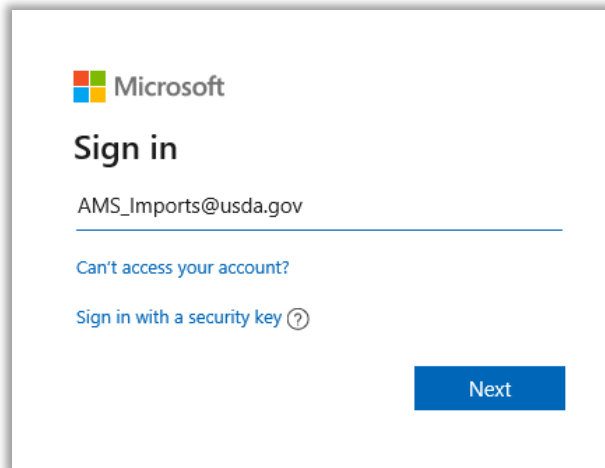 Microsoft
Sign in
AMS_Imports@usda.gov
Can't access your account?
Sign in with a security key ?
Next